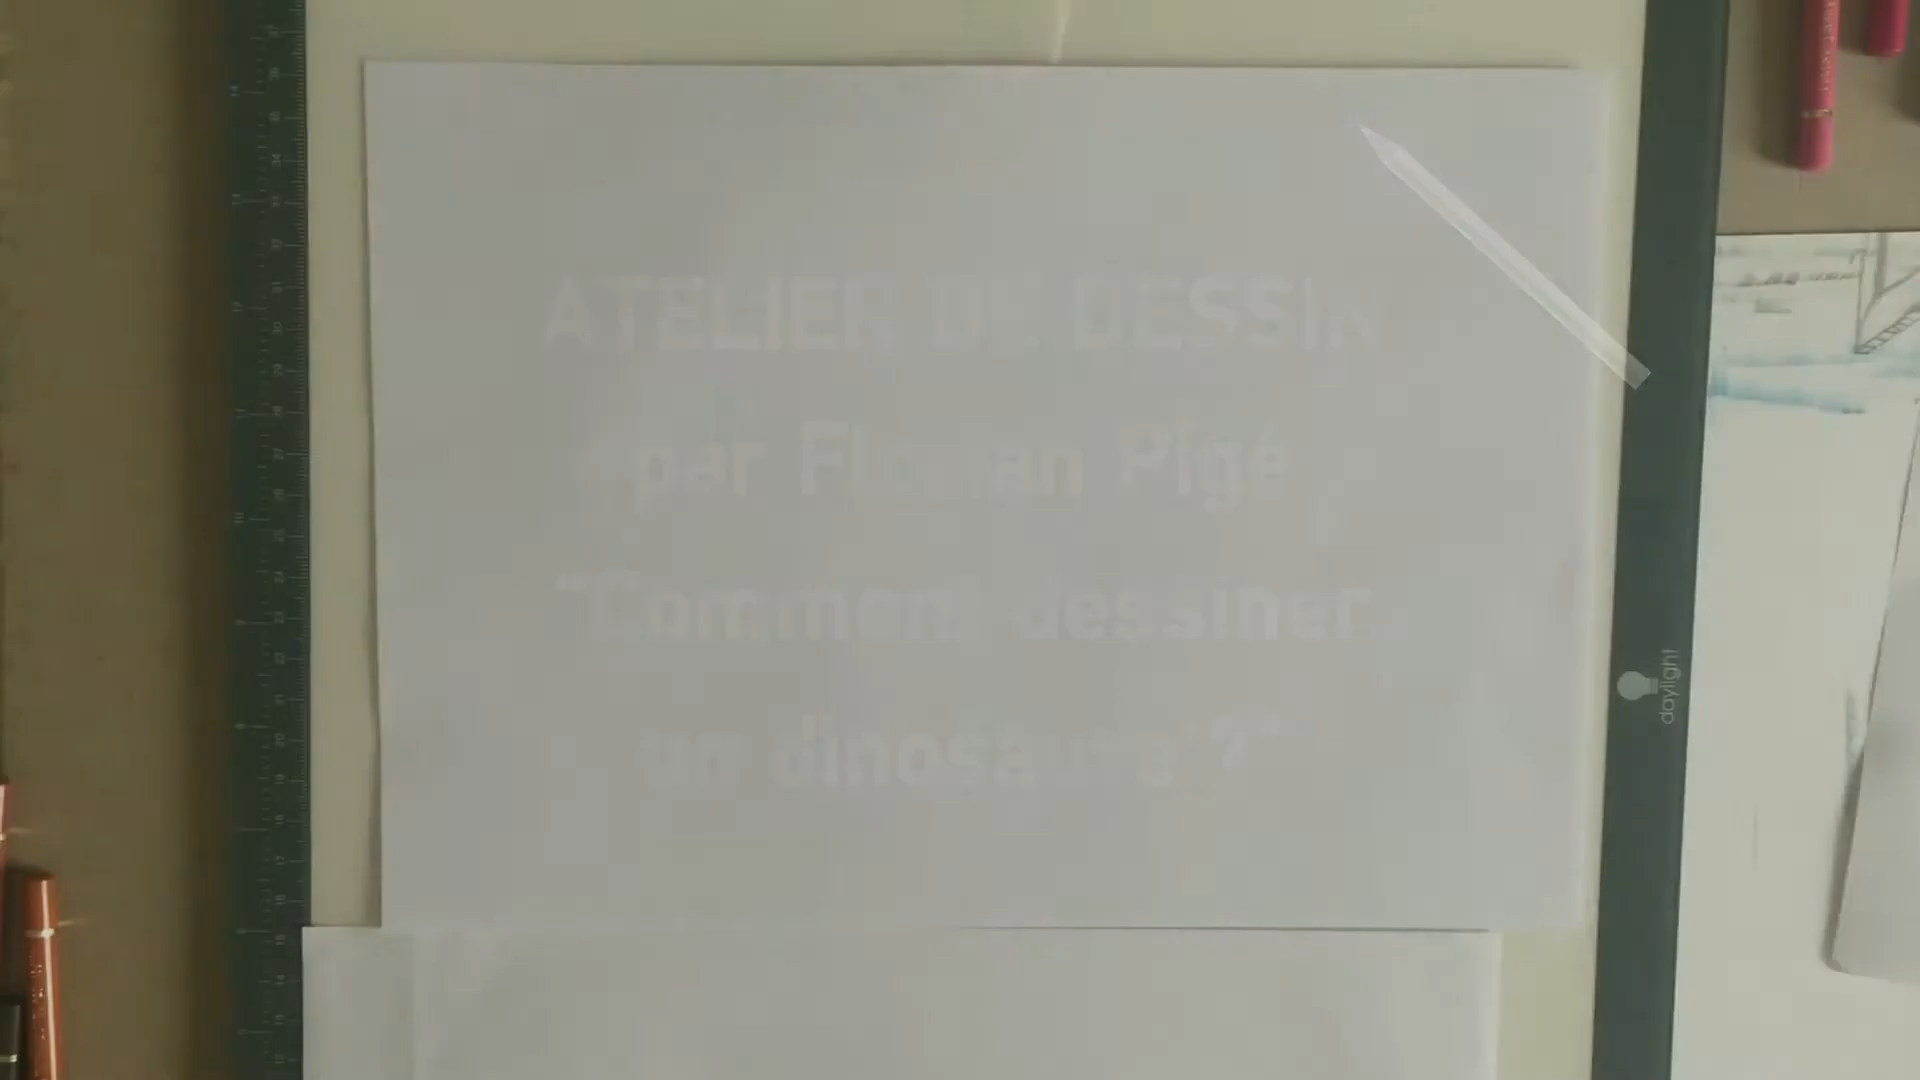 ATELIER DE DESSIN
par Florian Pigé
"Comment dessiner
un dinosaure ?"
daylight